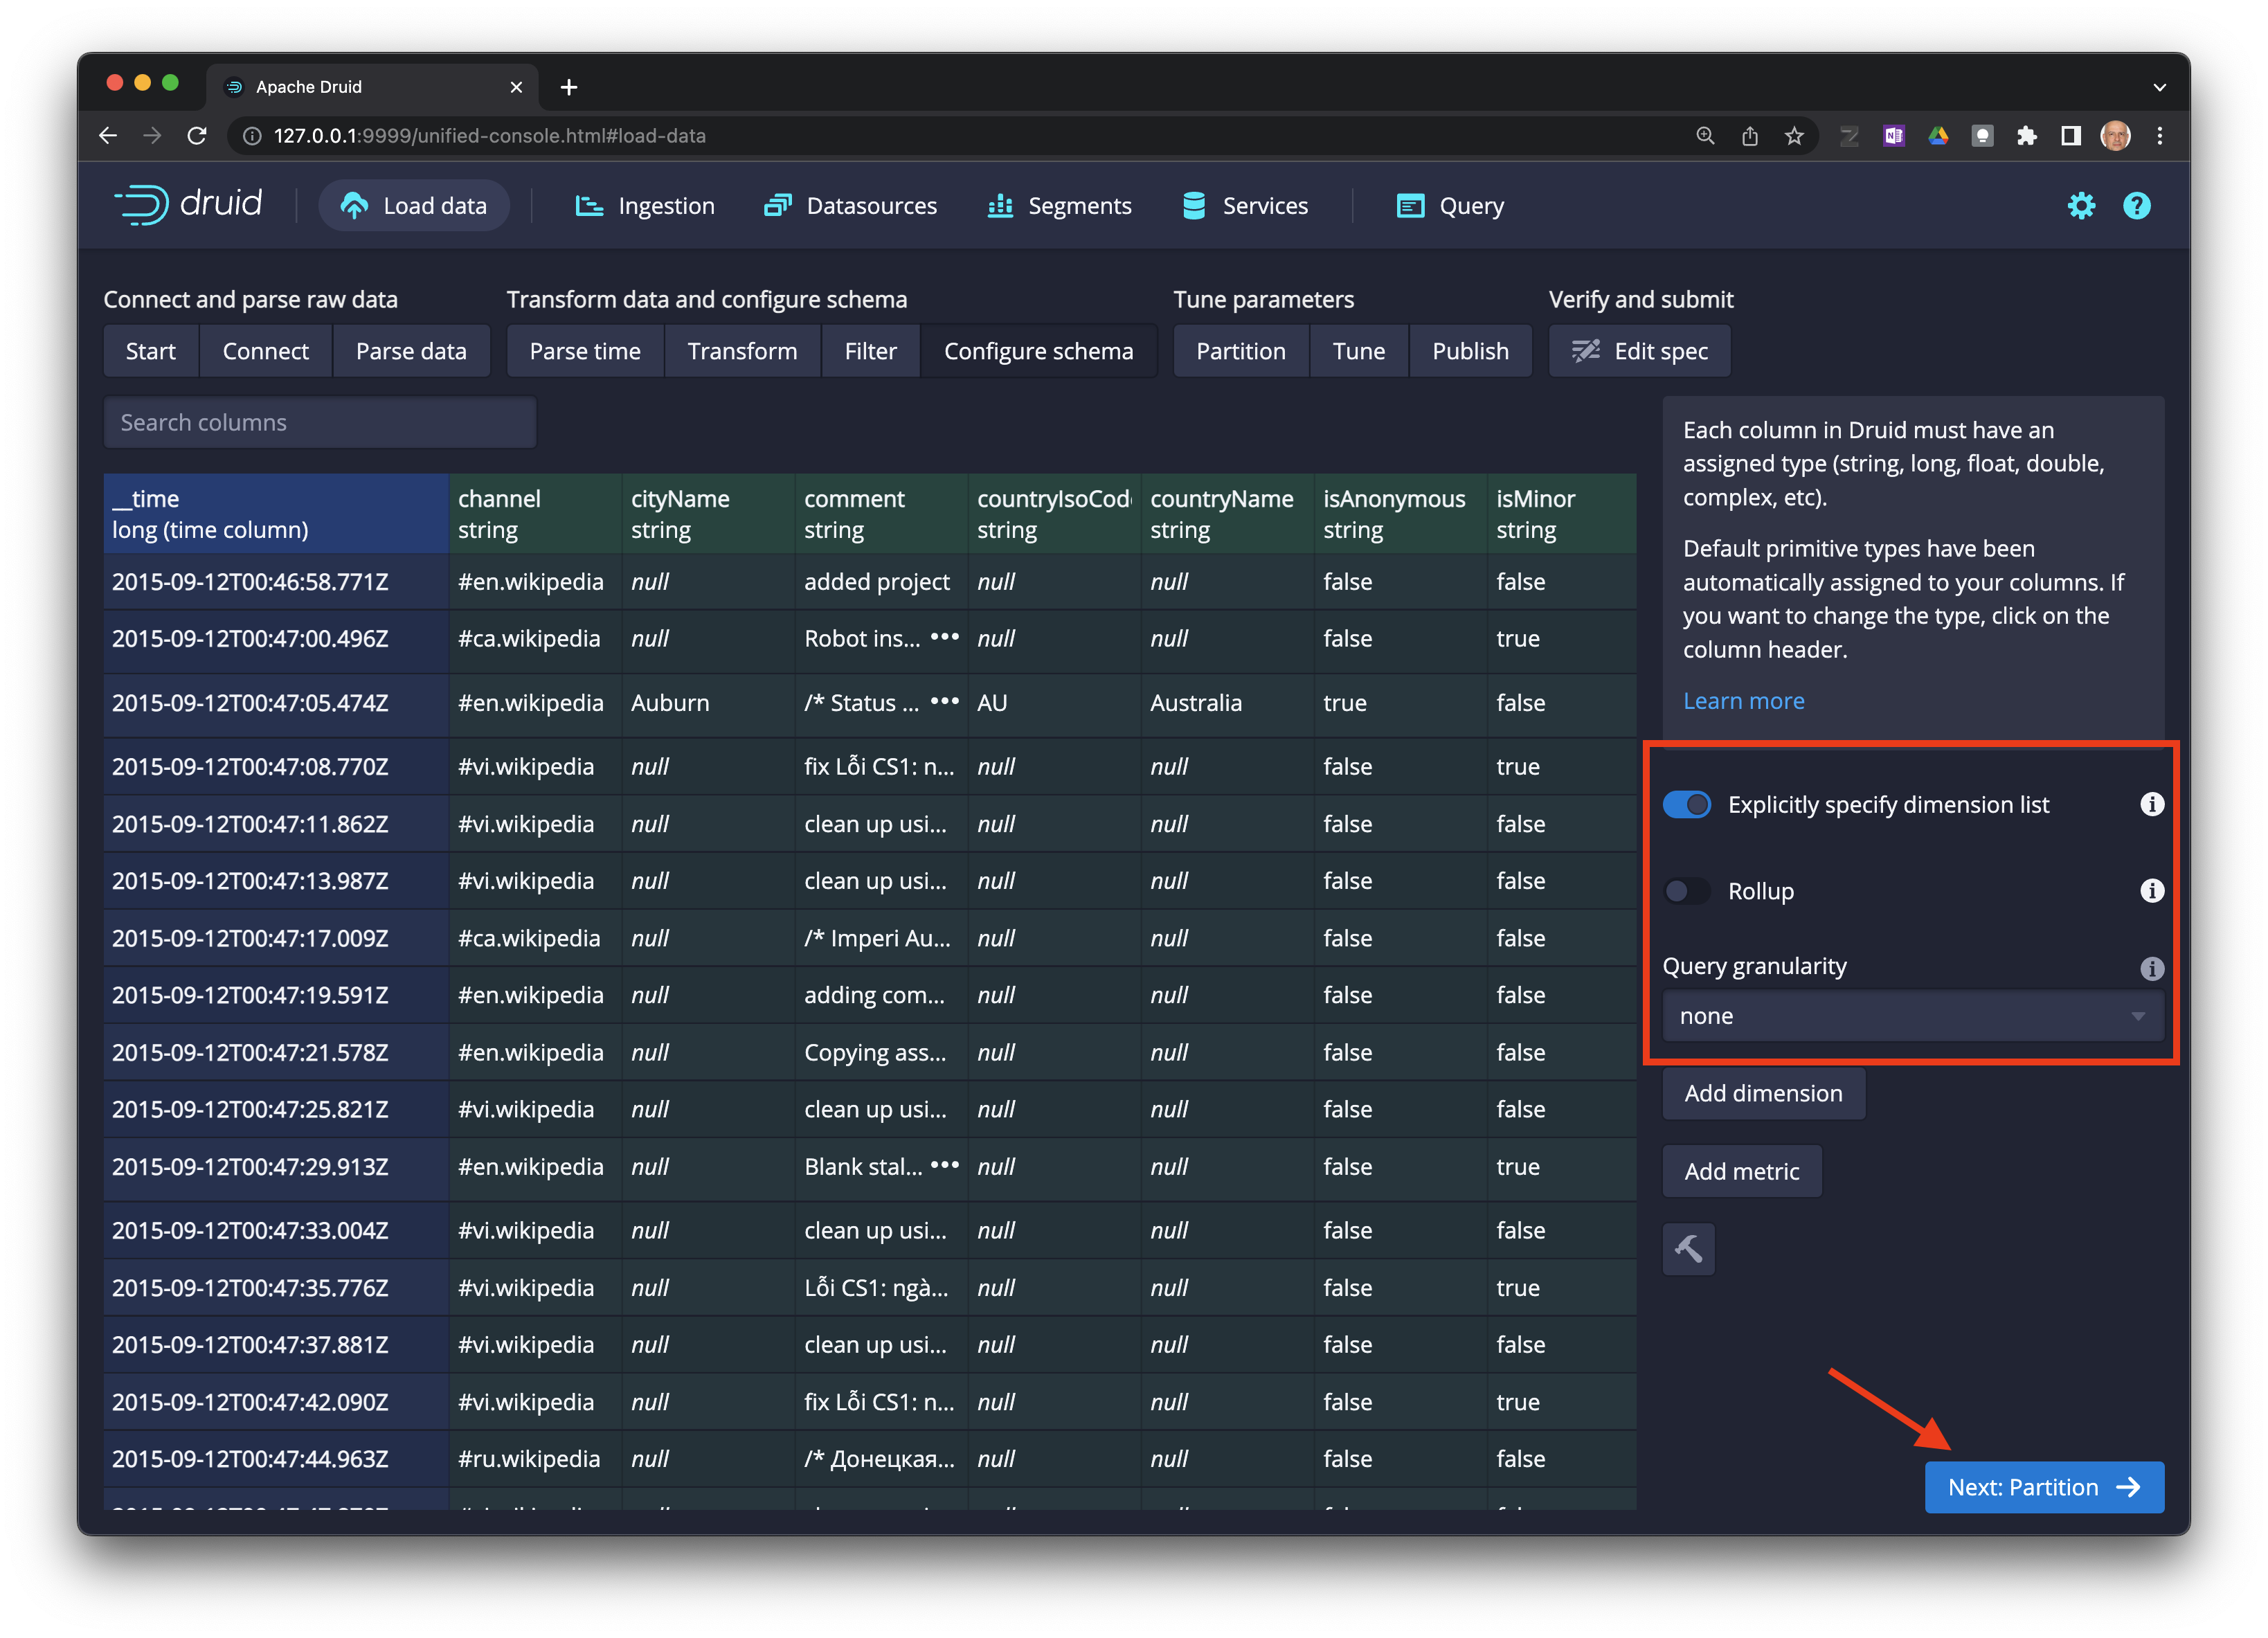 Apache Druid
127.0.0.1:9999/unified-console.html#load-data
druid
Load data
Ingestion
Datasources
Segments
Services
Query
Connect and parse raw data
Transform data and configure schema
Tune parameters
Verify and submit
Start
Connect
Parse data
Parse time
Transform
Filter
Configure schema
Partition
Tune
Publish
Edit spec
Search columns
__time channel cityName comment countryIsoCod countryName isAnonymous isMinor
long (time column) string string string string string string string
2015-09-12T00:46:58.771Z #en.wikipedia null added project null null false false
2015-09-12T00:47:00.496Z #ca.wikipedia null Robot ins... ••• null null false true
2015-09-12T00:47:05.474Z #en.wikipedia Auburn /* Status ... ••• AU Australia true false
2015-09-12T00:47:08.770Z #vi.wikipedia null fix Lỗi CS1: n... null null false true
2015-09-12T00:47:11.862Z #vi.wikipedia null clean up usi... null null false false
2015-09-12T00:47:13.987Z #vi.wikipedia null clean up usi... null null false false
2015-09-12T00:47:17.009Z #ca.wikipedia null /* Imperi Au... null null false false
2015-09-12T00:47:19.591Z #en.wikipedia null adding com... null null false false
2015-09-12T00:47:21.578Z #en.wikipedia null Copying ass... null null false false
2015-09-12T00:47:25.821Z #vi.wikipedia null clean up usi... null null false false
2015-09-12T00:47:29.913Z #en.wikipedia null Blank stal... ••• null null false true
2015-09-12T00:47:33.004Z #vi.wikipedia null clean up usi... null null false false
2015-09-12T00:47:35.776Z #vi.wikipedia null Lỗi CS1: ngà... null null false true
2015-09-12T00:47:37.881Z #vi.wikipedia null clean up usi... null null false false
2015-09-12T00:47:42.090Z #vi.wikipedia null fix Lỗi CS1: n... null null false true
2015-09-12T00:47:44.963Z #ru.wikipedia null /* Донецкая... null null false false
Each column in Druid must have an
assigned type (string, long, float, double,
complex, etc).
Default primitive types have been
automatically assigned to your columns. If
you want to change the type, click on the
column header.
Learn more
Explicitly specify dimension list
Rollup
Query granularity
none
Add dimension
Add metric
Next: Partition